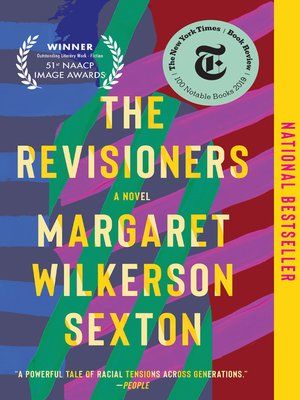 WINNER
Outstanding Literary Work - Fiction
51st NAACP
IMAGE AWARDS
The New York Times | Book Review
T
100 Notable Books 2019
THE
REVISIONERS
A NOVEL
MARGARET
WILKERSON
SEXTON
NATIONAL BESTSELLER
"A POWERFUL TALE OF RACIAL TENSIONS ACROSS GENERATIONS."
—PEOPLE